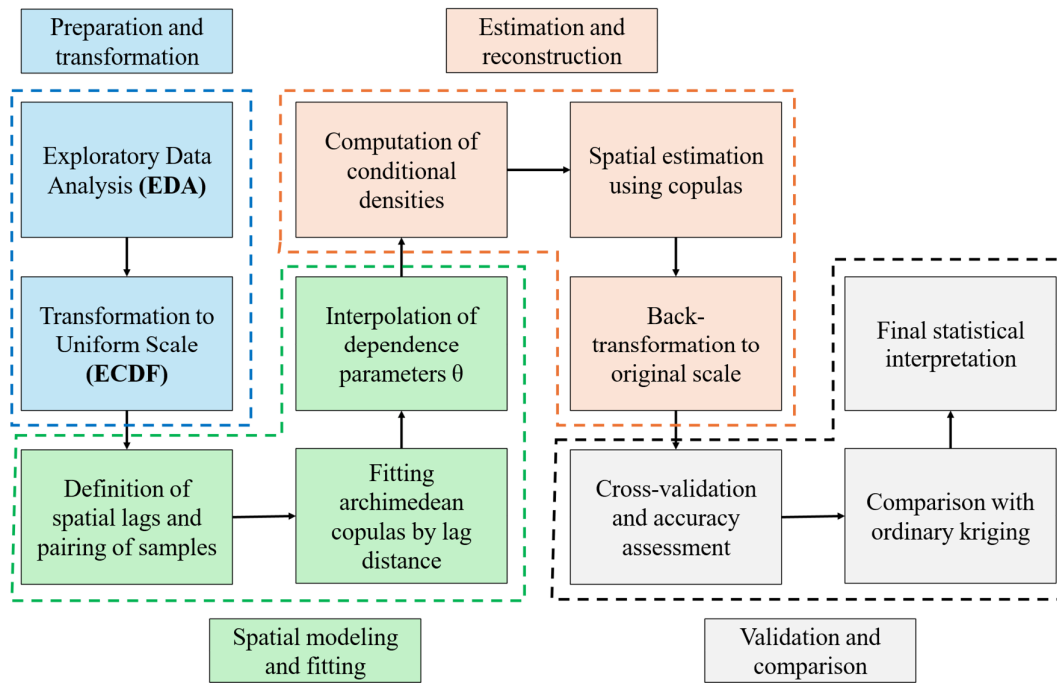 Preparation and
transformation
Estimation and
reconstruction
Exploratory Data
Analysis (EDA)
Transformation to
Uniform Scale
(ECDF)
Definition of
spatial lags and
pairing of samples
Fitting
archimedean
copulas by lag
distance
Interpolation of
dependence
parameters θ
Computation of
conditional
densities
Spatial estimation
using copulas
Back-
transformation to
original scale
Cross-validation
and accuracy
assessment
Comparison with
ordinary kriging
Final statistical
interpretation
Spatial modeling
and fitting
Validation and
comparison